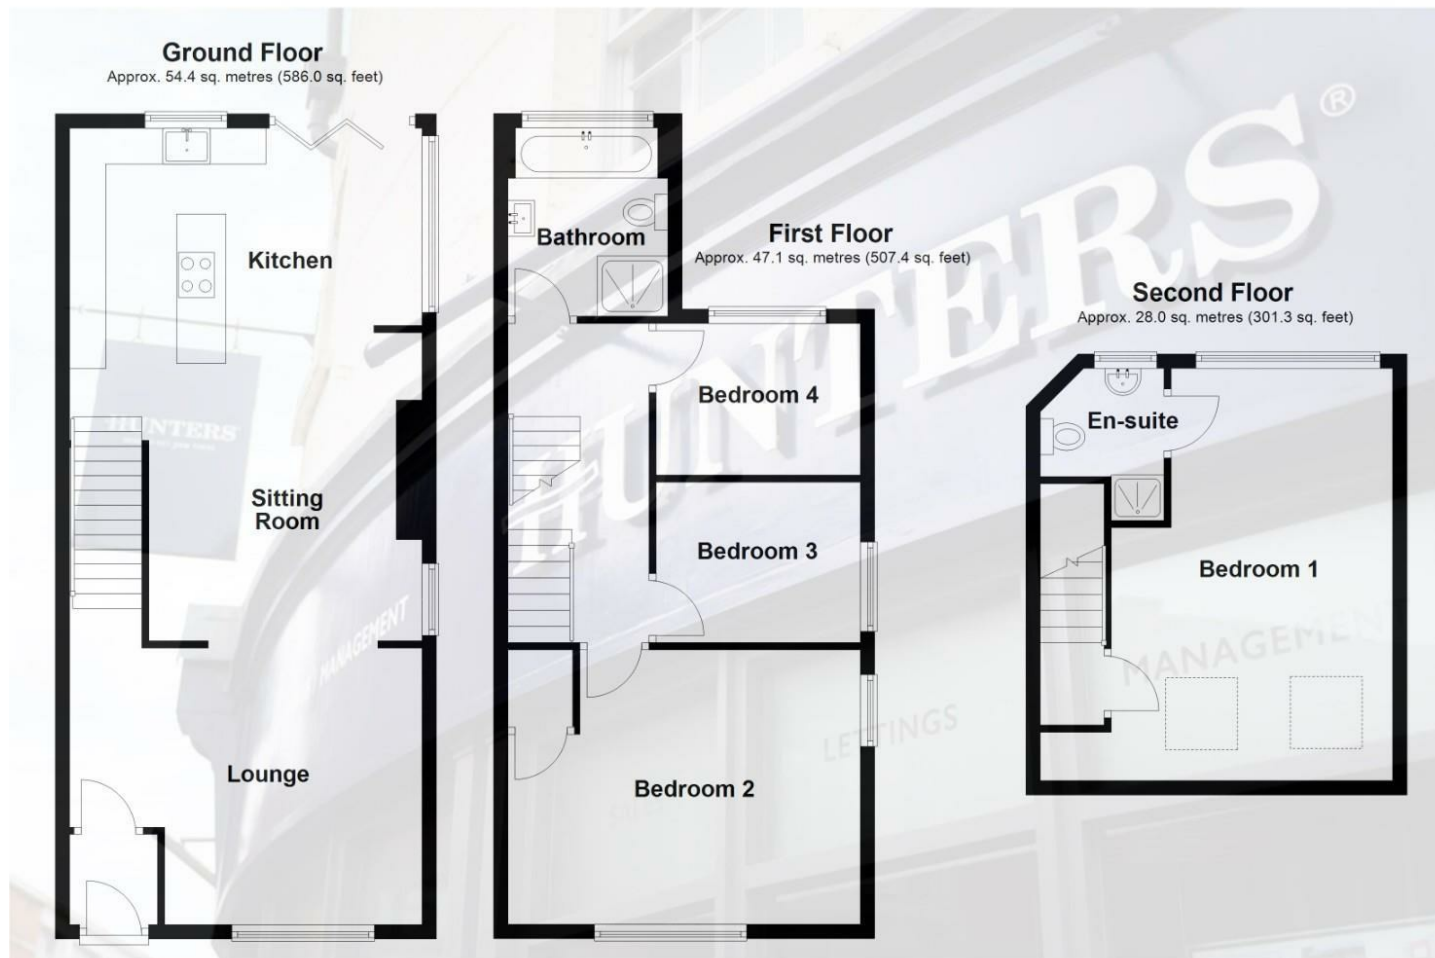 Ground Floor
Approx. 54.4 sq. metres (586.0 sq. feet)
Kitchen
Sitting
Room
Lounge
First Floor
Approx. 47.1 sq. metres (507.4 sq. feet)
Bathroom
Bedroom 4
Bedroom 3
Bedroom 2
Second Floor
Approx. 28.0 sq. metres (301.3 sq. feet)
En-suite
Bedroom 1
HUNTERS®
HUNTERS
MANAGEMENT
LETTINGS
MANAGEMENT